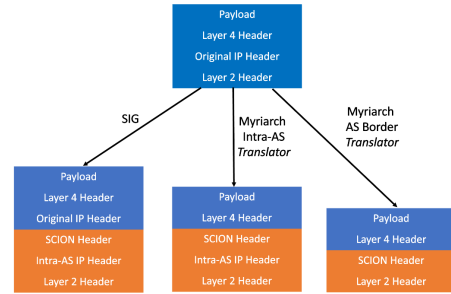 Payload
Layer 4 Header
Original IP Header
Layer 2 Header
SIG
Myriarch
Intra-AS
Translator
Myriarch
AS Border
Translator
Payload
Layer 4 Header
Original IP Header
SCION Header
Intra-AS IP Header
Layer 2 Header
Payload
Layer 4 Header
SCION Header
Intra-AS IP Header
Layer 2 Header
Payload
Layer 4 Header
SCION Header
Layer 2 Header